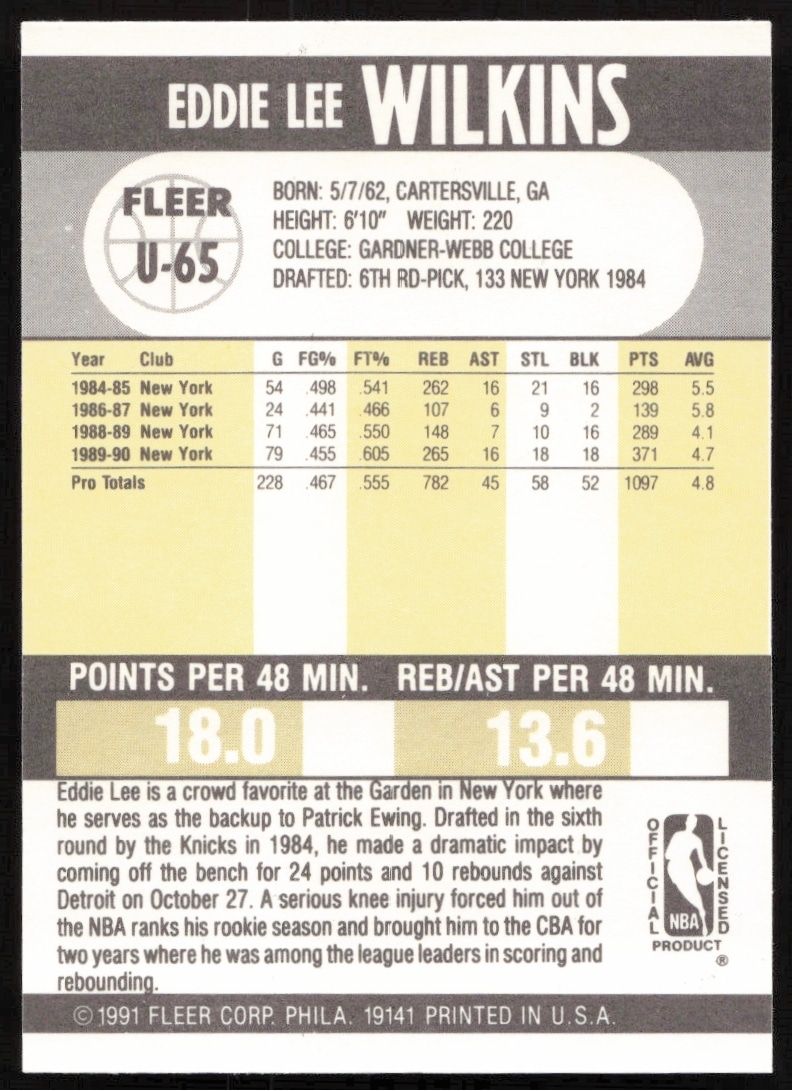 EDDIE LEE WILKINS
FLEER
U-65
BORN: 5/7/62, CARTERSVILLE, GA
HEIGHT: 6'10" WEIGHT: 220
COLLEGE: GARDNER-WEBB COLLEGE
DRAFTED: 6TH RD-PICK, 133 NEW YORK 1984
Year Club G FG% FT% REB AST STL BLK PTS AVG
1984-85 New York 54 .498 .541 262 16 21 16 298 5.5
1986-87 New York 24 .441 .466 107 6 9 2 139 5.8
1988-89 New York 71 .465 .550 148 7 10 16 289 4.1
1989-90 New York 79 .455 .605 265 16 18 18 371 4.7
Pro Totals 228 .467 .555 782 45 58 52 1097 4.8
POINTS PER 48 MIN. REB/AST PER 48 MIN.
18.0 13.6
Eddie Lee is a crowd favorite at the Garden in New York where
he serves as the backup to Patrick Ewing. Drafted in the sixth
round by the Knicks in 1984, he made a dramatic impact by
coming off the bench for 24 points and 10 rebounds against
Detroit on October 27. A serious knee injury forced him out of
the NBA ranks his rookie season and brought him to the CBA for
two years where he was among the league leaders in scoring and
rebounding.
OFFICIAL
LICENSED
NBA
PRODUCT
®
© 1991 FLEER CORP. PHILA. 19141 PRINTED IN U.S.A.